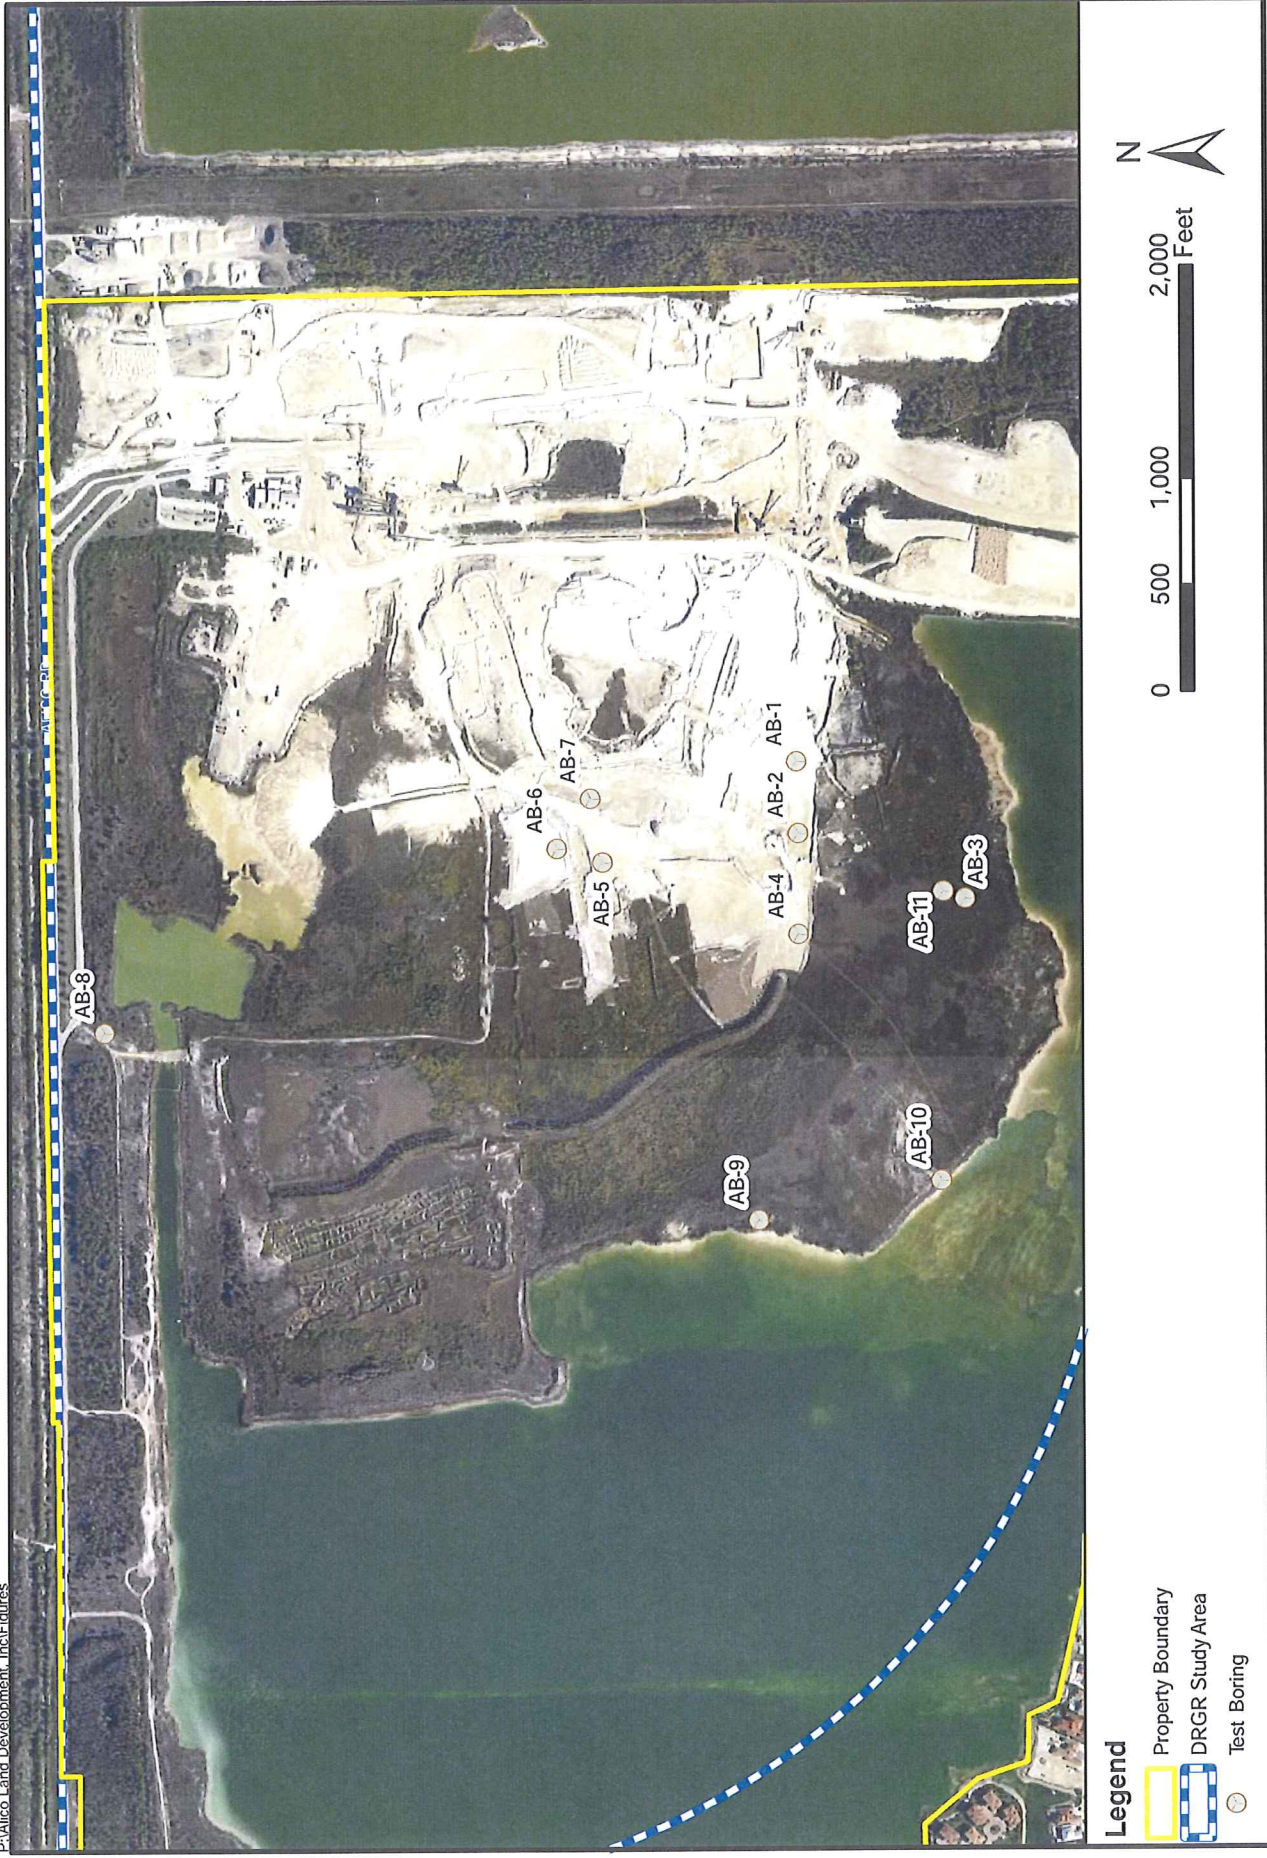 P:\Alico Land Development, Inc\Figures
AB-8
AB-6
AB-7
AB-5
AB-4
AB-2
AB-1
AB-9
AB-10
AB-11
AB-3
Legend
Property Boundary
DRGR Study Area
Test Boring
0 500 1,000 2,000
Feet
N